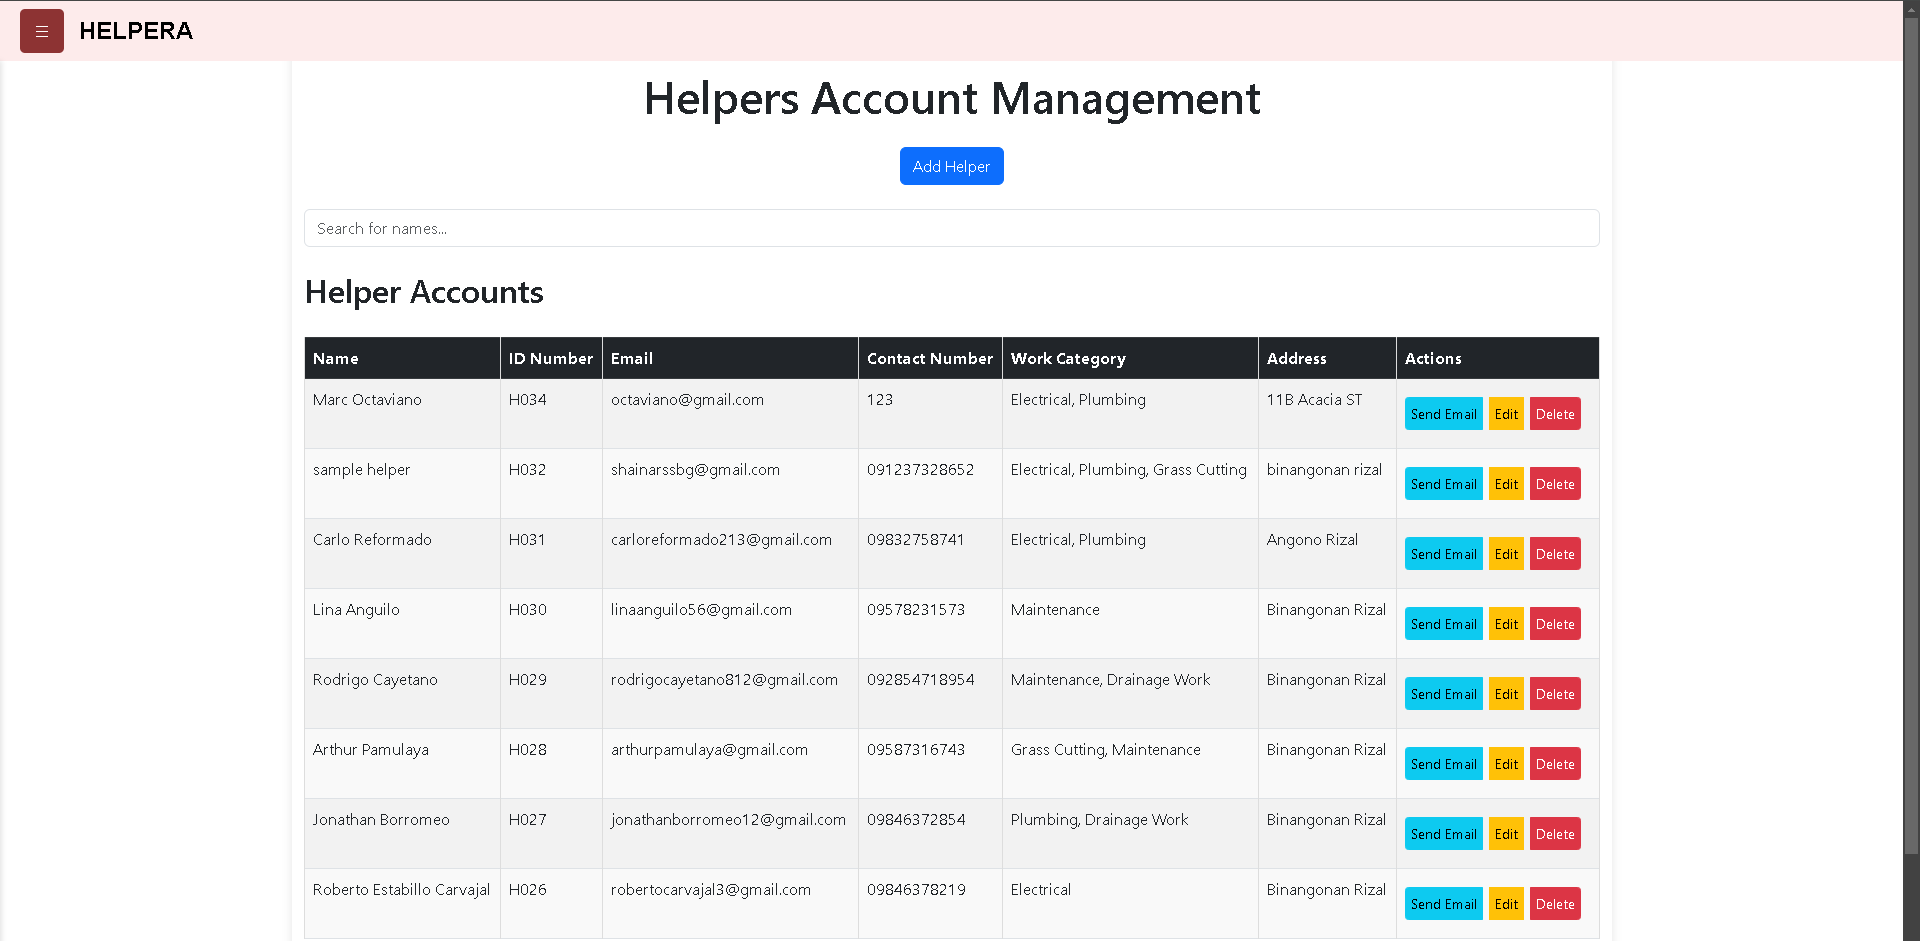 ☰ HELPERA
Helpers Account Management
Add Helper
Search for names...
Helper Accounts
Name ID Number Email Contact Number Work Category Address Actions
Marc Octaviano H034 octaviano@gmail.com 123 Electrical, Plumbing 11B Acacia ST Send Email Edit Delete
sample helper H032 shainarssbg@gmail.com 091237328652 Electrical, Plumbing, Grass Cutting binangonan rizal Send Email Edit Delete
Carlo Reformado H031 carloreformado213@gmail.com 09832758741 Electrical, Plumbing Angono Rizal Send Email Edit Delete
Lina Anguilo H030 linaanguilo56@gmail.com 09578231573 Maintenance Binangonan Rizal Send Email Edit Delete
Rodrigo Cayetano H029 rodrigocayetano812@gmail.com 092854718954 Maintenance, Drainage Work Binangonan Rizal Send Email Edit Delete
Arthur Pamulaya H028 arthurpamulaya@gmail.com 09587316743 Grass Cutting, Maintenance Binangonan Rizal Send Email Edit Delete
Jonathan Borromeo H027 jonathanborromeo12@gmail.com 09846372854 Plumbing, Drainage Work Binangonan Rizal Send Email Edit Delete
Roberto Estabillo Carvajal H026 robertocarvajal3@gmail.com 09846378219 Electrical Binangonan Rizal Send Email Edit Delete